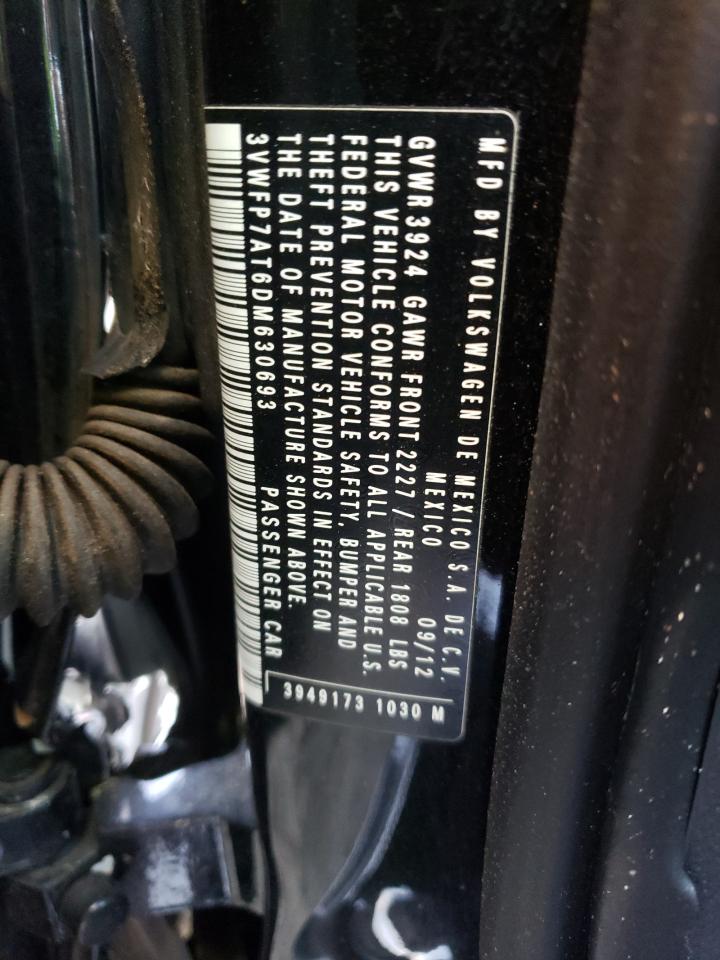 MFD BY VOLKSWAGEN DE MEXICO S.A. DE C.V.
MEXICO 09/12
GVWR 3924 GAWR FRONT 2227 / REAR 1808 LBS
THIS VEHICLE CONFORMS TO ALL APPLICABLE U.S.
FEDERAL MOTOR VEHICLE SAFETY, BUMPER AND
THEFT PREVENTION STANDARDS IN EFFECT ON
THE DATE OF MANUFACTURE SHOWN ABOVE.
3VWFP7AT6DM630693 PASSENGER CAR
3949173 1030 M